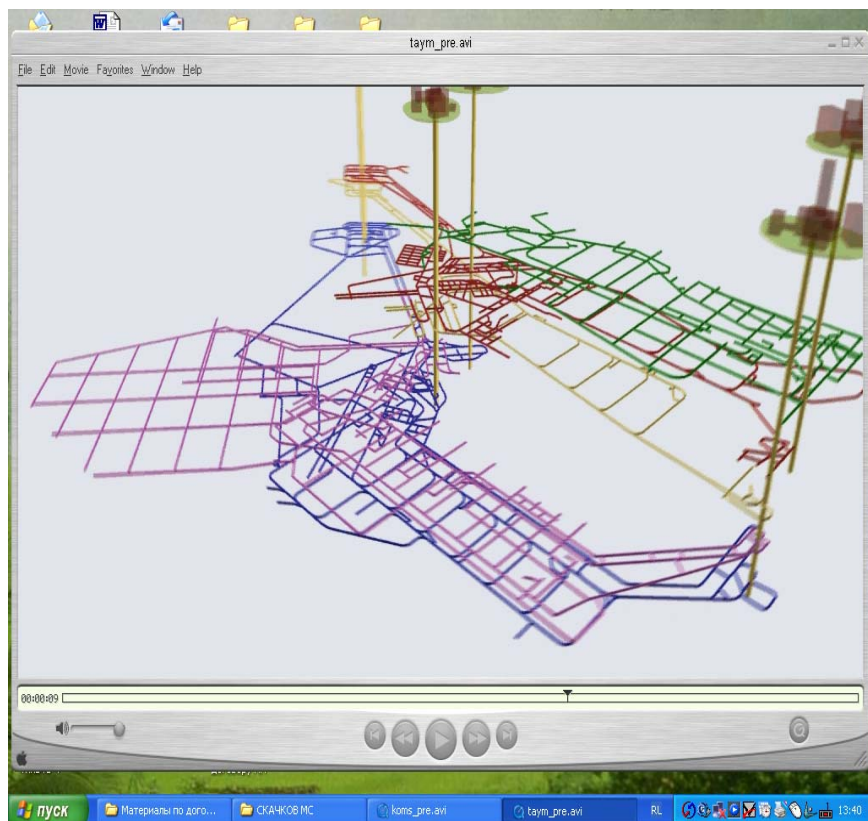 taym_pre.avi
File Edit Movie Favorites Window Help
00:00:09
пуск Материалы по дого... СКАЧКОВ МС koms_pre.avi taym_pre.avi RL 13:40